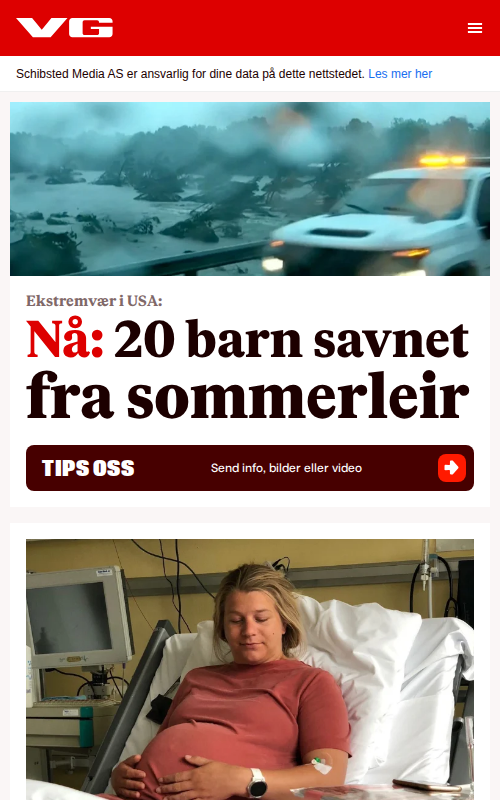 VG
Schibsted Media AS er ansvarlig for dine data på dette nettstedet. Les mer her
Ekstremvær i USA:
Nå: 20 barn savnet
fra sommerleir
TIPS OSS
Send info, bilder eller video